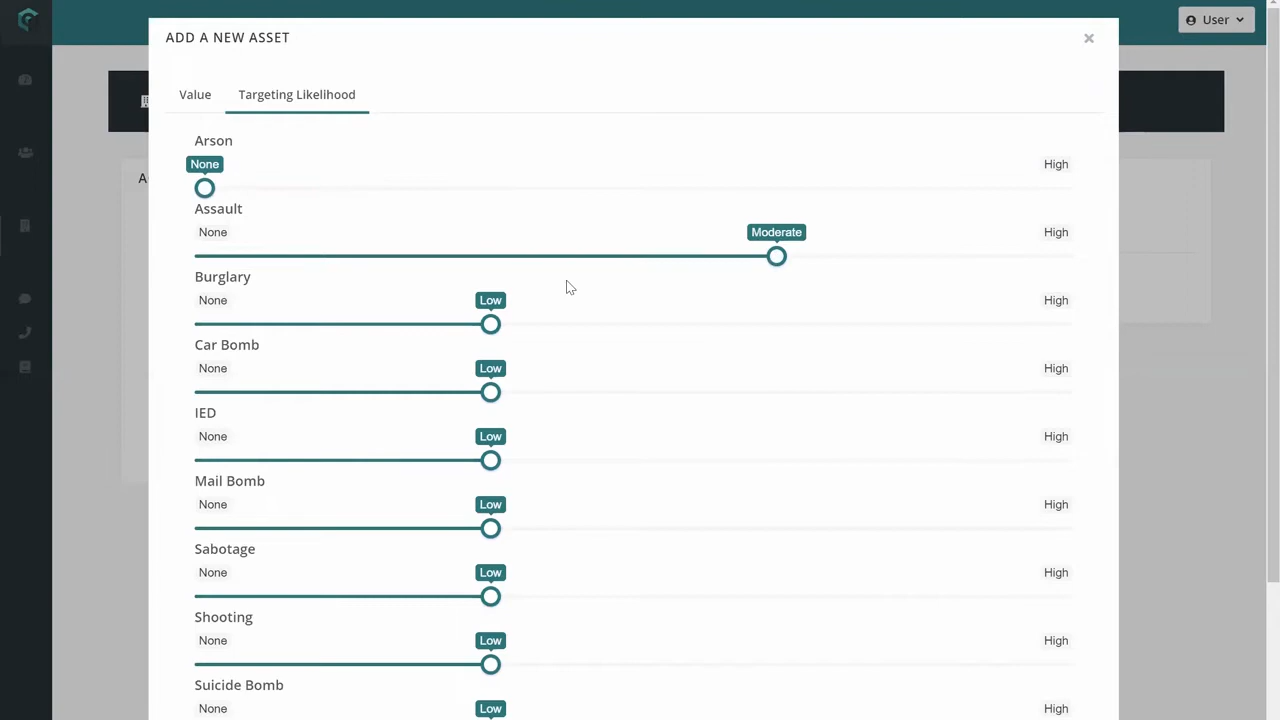 User
ADD A NEW ASSET
×
Value
Targeting Likelihood
A
Arson
None
High
Assault
None
Moderate
High
Burglary
None
Low
High
Car Bomb
None
Low
High
IED
None
Low
High
Mail Bomb
None
Low
High
Sabotage
None
Low
High
Shooting
None
Low
High
Suicide Bomb
None
Low
High